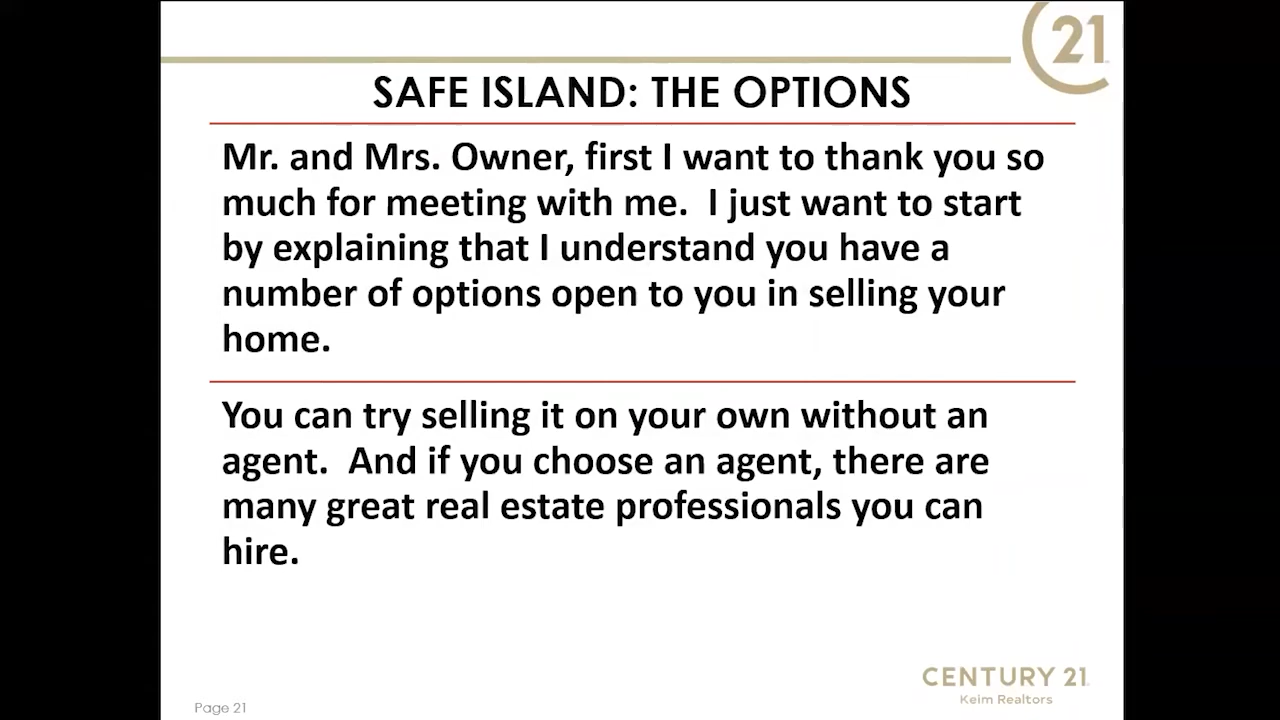 21
SAFE ISLAND: THE OPTIONS
Mr. and Mrs. Owner, first I want to thank you so
much for meeting with me.  I just want to start
by explaining that I understand you have a
number of options open to you in selling your
home.
You can try selling it on your own without an
agent.  And if you choose an agent, there are
many great real estate professionals you can
hire.
CENTURY 21
Keim Realtors
Page 21